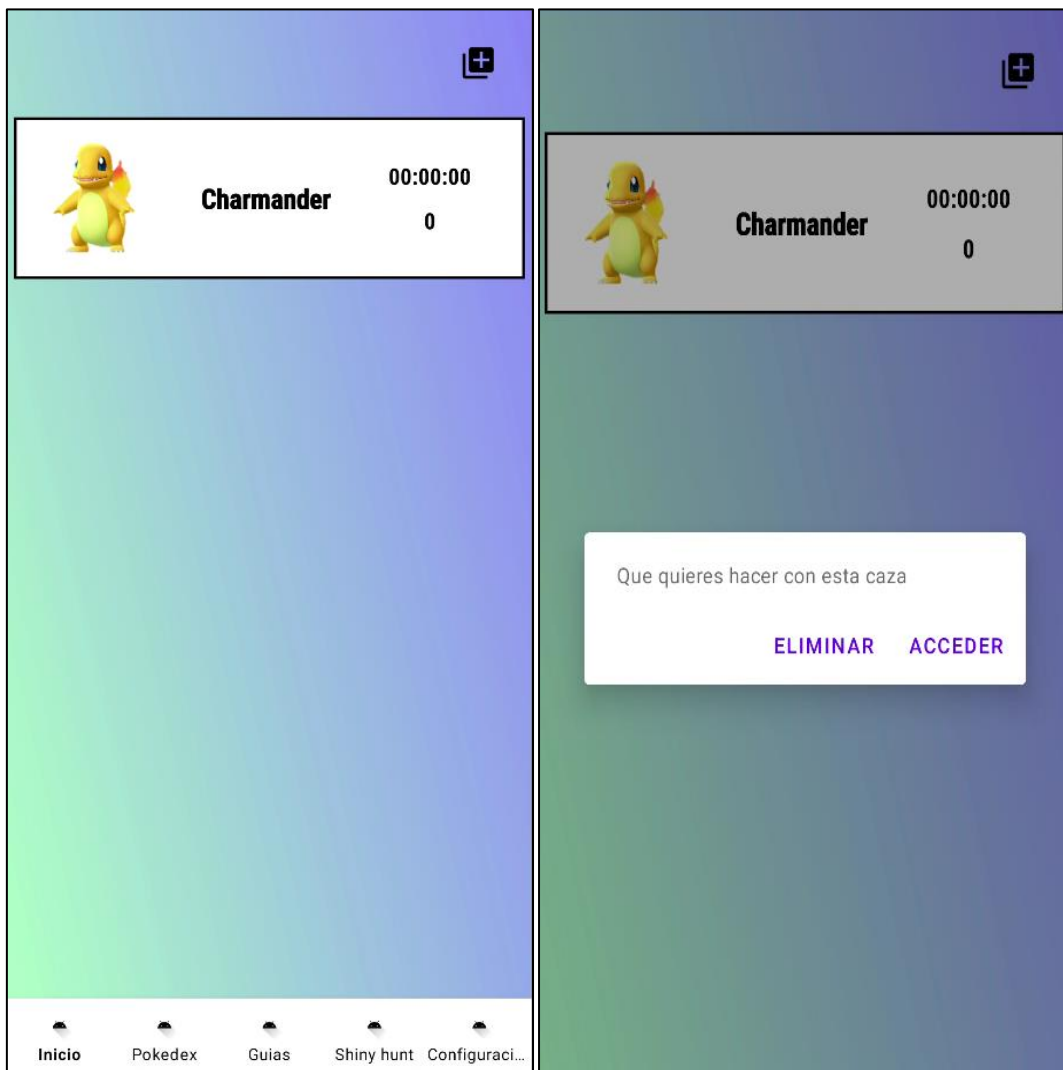 Charmander
00:00:00
0
Inicio
Pokedex
Guias
Shiny hunt
Configuraci...
Charmander
00:00:00
0
Que quieres hacer con esta caza
ELIMINAR
ACCEDER